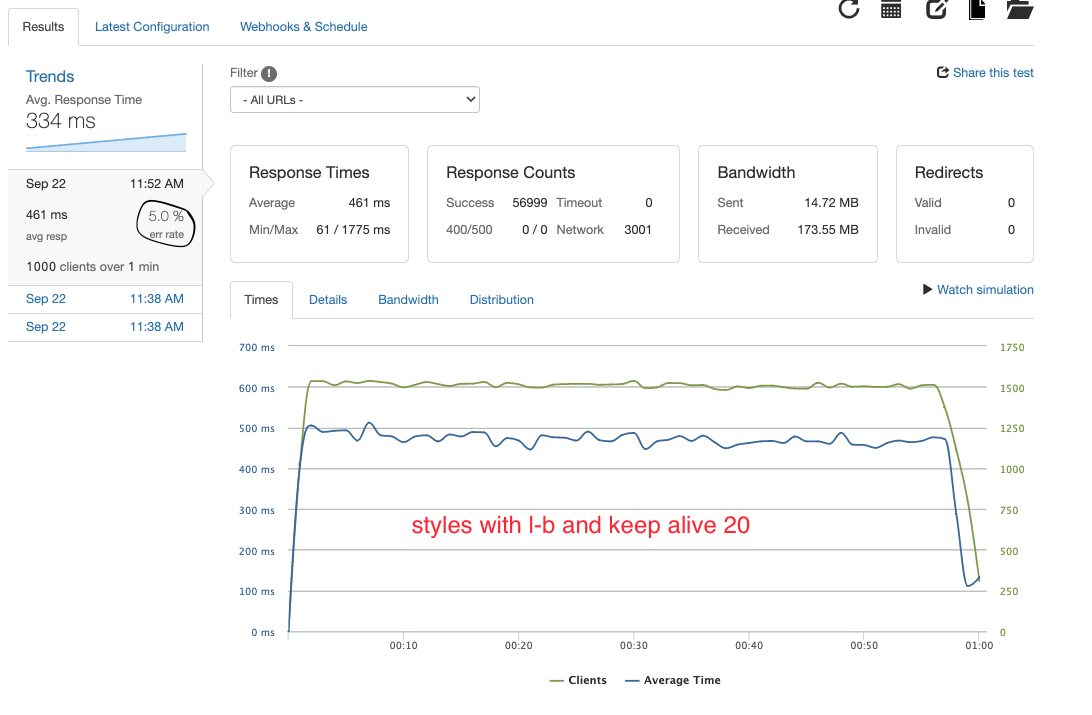 Results Latest Configuration Webhooks & Schedule
Trends
Avg. Response Time
334 ms
Sep 22 11:52 AM
461 ms 5.0 %
avg resp err rate
1000 clients over 1 min
Sep 22 11:38 AM
Sep 22 11:38 AM
Filter !
Share this test
- All URLs -
Response Times
Average 461 ms
Min/Max 61 / 1775 ms
Response Counts
Success 56999 Timeout 0
400/500 0 / 0 Network 3001
Bandwidth
Sent 14.72 MB
Received 173.55 MB
Redirects
Valid 0
Invalid 0
Times Details Bandwidth Distribution
Watch simulation
700 ms 1750
600 ms 1500
500 ms 1250
400 ms 1000
300 ms 750
styles with l-b and keep alive 20
200 ms 500
100 ms 250
0 ms 0
00:10 00:20 00:30 00:40 00:50 01:00
Clients Average Time